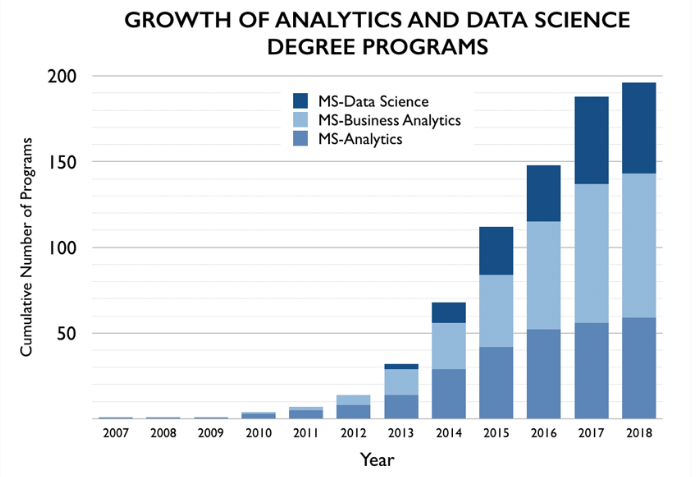 GROWTH OF ANALYTICS AND DATA SCIENCE
DEGREE PROGRAMS
MS-Data Science
MS-Business Analytics
MS-Analytics
Cumulative Number of Programs
200
150
100
50
2007 2008 2009 2010 2011 2012 2013 2014 2015 2016 2017 2018
Year